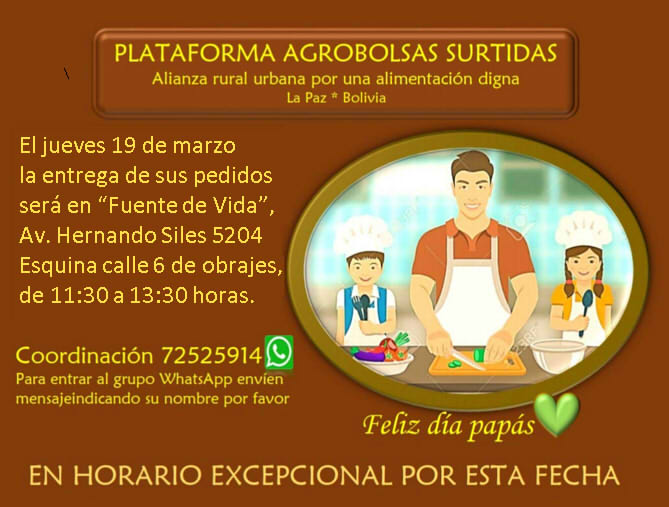 PLATAFORMA AGROBOLSAS SURTIDAS
Alianza rural urbana por una alimentación digna
La Paz * Bolivia
\
El jueves 19 de marzo
la entrega de sus pedidos
será en “Fuente de Vida”,
Av. Hernando Siles 5204
Esquina calle 6 de obrajes,
de 11:30 a 13:30 horas.
Coordinación 72525914
Para entrar al grupo WhatsApp envíen
mensajeindicando su nombre por favor
Feliz día papás
EN HORARIO EXCEPCIONAL POR ESTA FECHA